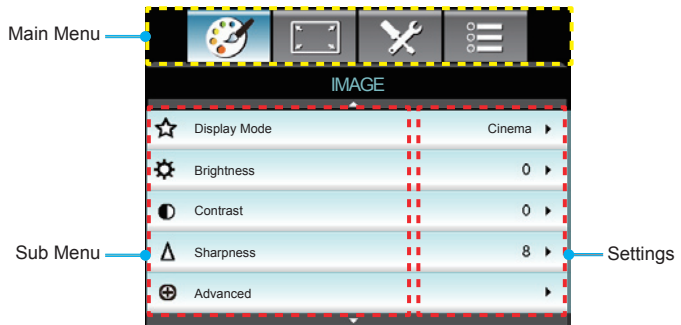 Main Menu
IMAGE
Display Mode Cinema
Brightness 0
Contrast 0
Sub Menu
Sharpness 8
Settings
Advanced